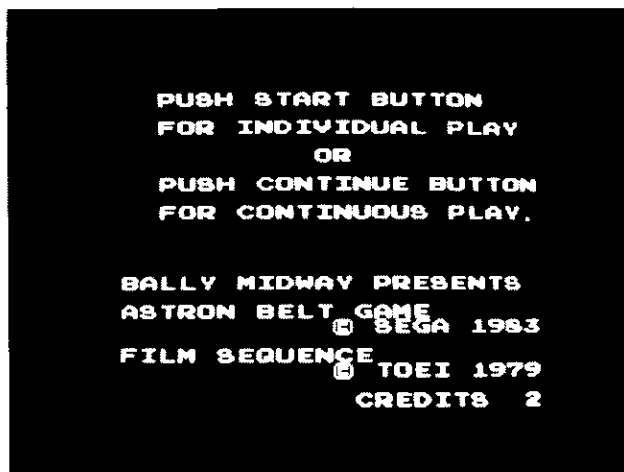 PUSH START BUTTON
FOR INDIVIDUAL PLAY
OR
PUSH CONTINUE BUTTON
FOR CONTINUOUS PLAY.
BALLY MIDWAY PRESENTS
ASTRON BELT GAME
© SEGA 1983
FILM SEQUENCE
© TOEI 1979
CREDITS 2